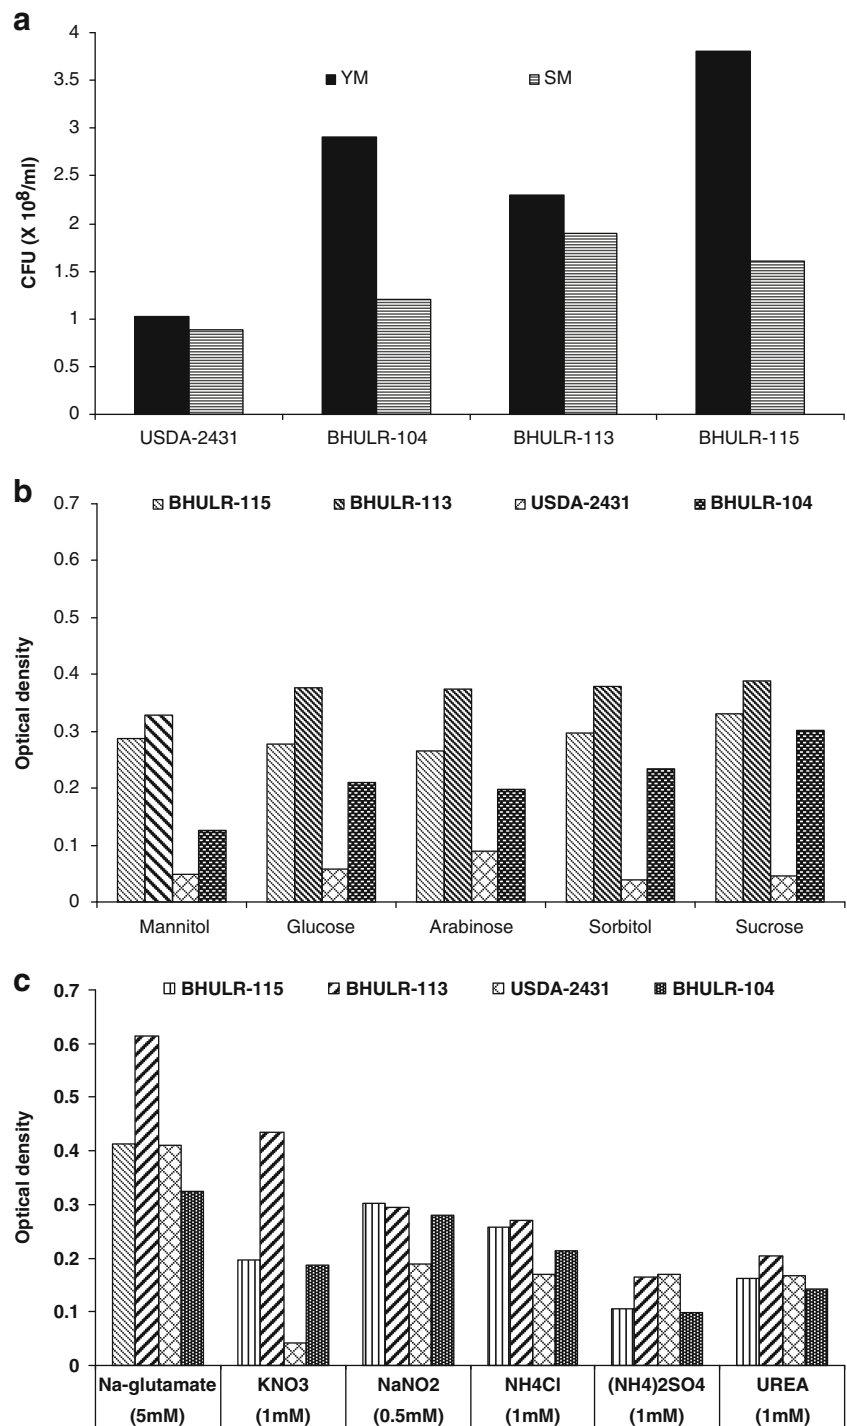 a
4
3.5
3
2.5
2
1.5
1
0.5
0
CFU (X 10⁸/ml)
YM SM
USDA-2431 BHULR-104 BHULR-113 BHULR-115
b
0.7
0.6
0.5
0.4
0.3
0.2
0.1
0
Optical density
BHULR-115 BHULR-113 USDA-2431 BHULR-104
Mannitol Glucose Arabinose Sorbitol Sucrose
c
0.7
0.6
0.5
0.4
0.3
0.2
0.1
0
Optical density
BHULR-115 BHULR-113 USDA-2431 BHULR-104
Na-glutamate KNO3 NaNO2 NH4Cl (NH4)2SO4 UREA
(5mM) (1mM) (0.5mM) (1mM) (1mM) (1mM)